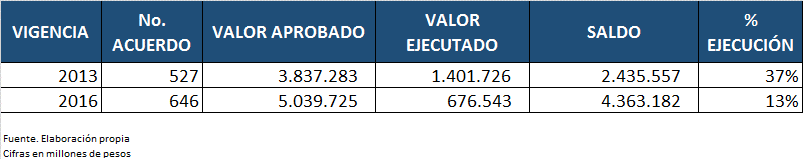 VIGENCIA No. ACUERDO VALOR APROBADO VALOR EJECUTADO SALDO % EJECUCIÓN
2013 527 3.837.283 1.401.726 2.435.557 37%
2016 646 5.039.725 676.543 4.363.182 13%
Fuente. Elaboración propia
Cifras en millones de pesos